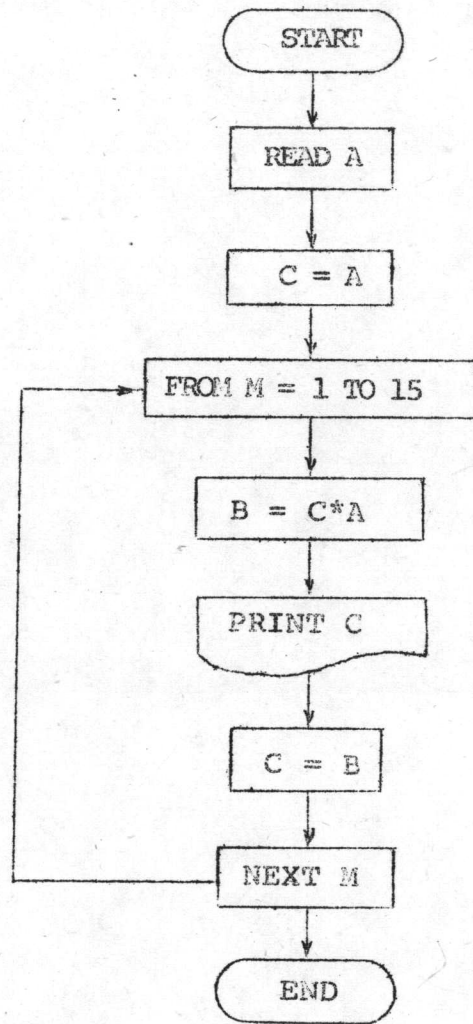 START
READ A
C = A
FROM M = 1 TO 15
B = C*A
PRINT C
C = B
NEXT M
END